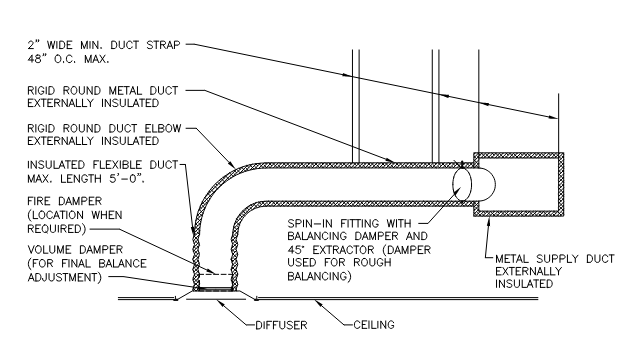 2" WIDE MIN. DUCT STRAP
48" O.C. MAX.
RIGID ROUND METAL DUCT
EXTERNALLY INSULATED
RIGID ROUND DUCT ELBOW
EXTERNALLY INSULATED
INSULATED FLEXIBLE DUCT
MAX. LENGTH 5'-0".
FIRE DAMPER
(LOCATION WHEN
REQUIRED)
VOLUME DAMPER
(FOR FINAL BALANCE
ADJUSTMENT)
SPIN-IN FITTING WITH
BALANCING DAMPER AND
45° EXTRACTOR (DAMPER
USED FOR ROUGH
BALANCING)
METAL SUPPLY DUCT
EXTERNALLY
INSULATED
DIFFUSER
CEILING